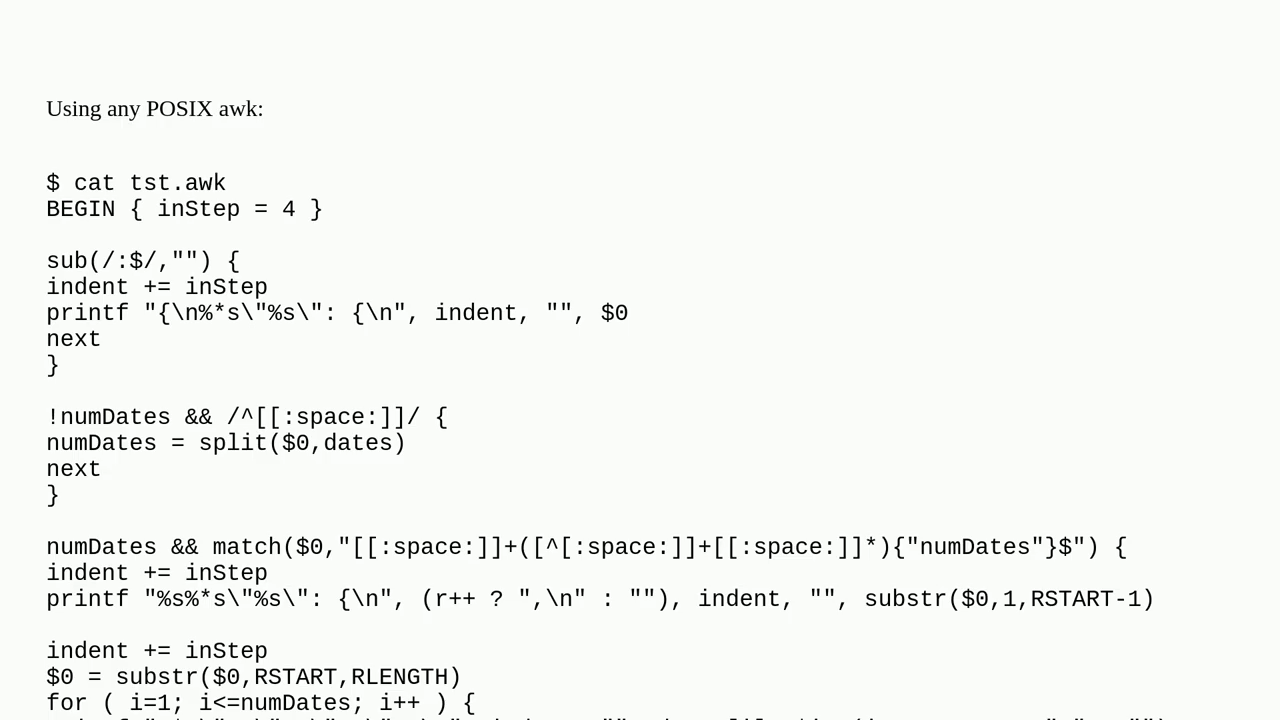 Using any POSIX awk:
$ cat tst.awk
BEGIN { inStep = 4 }
sub(/:$/,"") {
indent += inStep
printf "{\n%*s\"%s\": {\n", indent, "", $0
next
}
!numDates && /^[[:space:]]/ {
numDates = split($0,dates)
next
}
numDates && match($0,"[[:space:]]+([^[:space:]]+[[:space:]]*){"numDates"}$") {
indent += inStep
printf "%s%*s\"%s\": {\n", (r++ ? ",\n" : ""), indent, "", substr($0,1,RSTART-1)
indent += inStep
$0 = substr($0,RSTART,RLENGTH)
for ( i=1; i<=numDates; i++ ) {